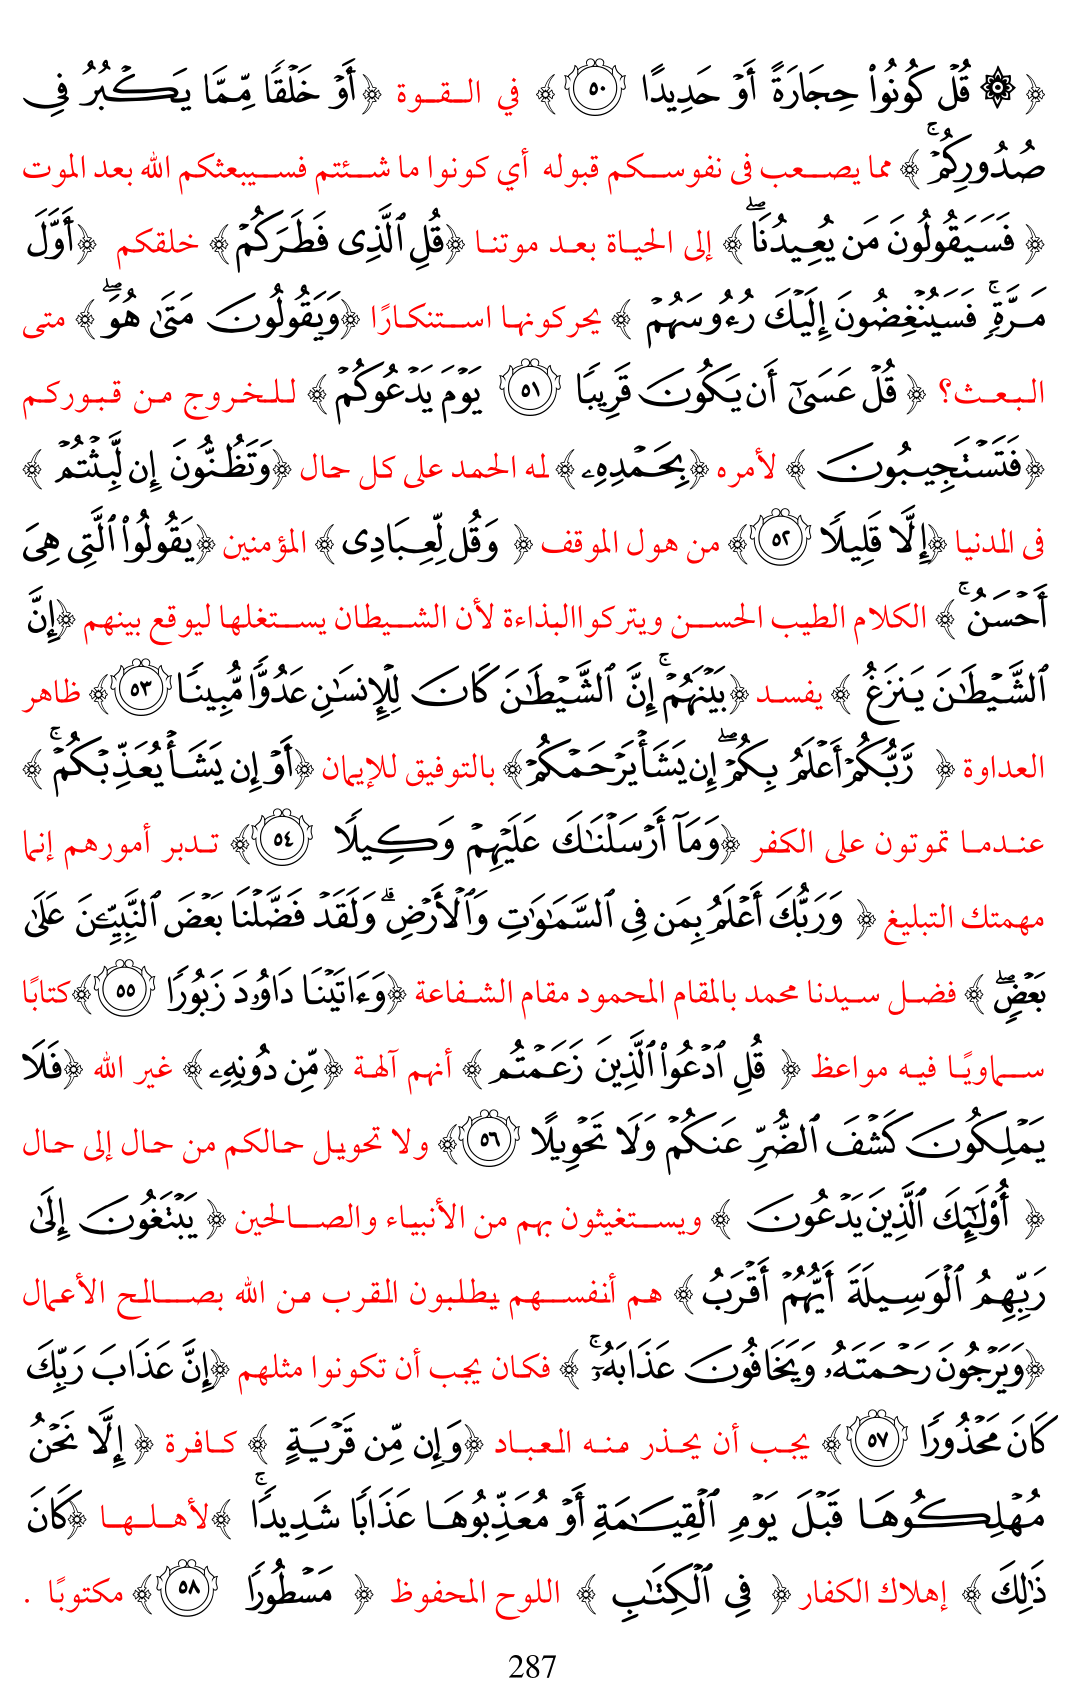 ﴿ ۞ قُلۡ كُونُواْ حِجَارَةً أَوۡ حَدِيدًا ٥٠ ﴾ في القوة ﴿أَوۡ خَلۡقٗا مِّمَّا يَكۡبُرُ فِي
صُدُورِكُمۡۚ ﴾ مما يصعب فى نفوسكم قبوله أي كونوا ما شئتم فسيبعثكم الله بعد الموت
﴿ فَسَيَقُولُونَ مَن يُعِيدُنَاۖ ﴾ إلى الحياة بعد موتنا ﴿قُلِ ٱلَّذِي فَطَرَكُمۡ ﴾ خلقكم ﴿أَوَّلَ
مَرَّةٖۚ فَسَيُنۡغِضُونَ إِلَيۡكَ رُءُوسَهُمۡ ﴾ يحركونها استنكارًا ﴿وَيَقُولُونَ مَتَىٰ هُوَۖ ﴾ متى
البعث؟ ﴿ قُلۡ عَسَىٰٓ أَن يَكُونَ قَرِيبٗا ٥١ يَوۡمَ يَدۡعُوكُمۡ ﴾ للخروج من قبوركم
﴿فَتَسۡتَجِيبُونَ ﴾ لأمره ﴿بِحَمۡدِهِۦ ﴾ لمه الحمد على كل حال ﴿وَتَظُنُّونَ إِن لَّبِثۡتُمۡ ﴾
فى المدنيا ﴿إِلَّا قَلِيلٗا ٥٢ ﴾ من هول الموقف ﴿ وَقُل لِّعِبَادِي ﴾ المؤمنين ﴿يَقُولُواْ ٱلَّتِي هِيَ
أَحۡسَنُۚ ﴾ الكلام الطيب الحسن ويتركواالبذاءة لأن الشيطان يستغلها ليوقع بينهم ﴿إِنَّ
ٱلشَّيۡطَٰنَ يَنزَغُ ﴾ يفسد ﴿بَيۡنَهُمۡۚ إِنَّ ٱلشَّيۡطَٰنَ كَانَ لِلۡإِنسَٰنِ عَدُوّٗا مُّبِينٗا ٥٣ ﴾ ظاهر
العداوة ﴿ رَّبُّكُمۡ أَعۡلَمُ بِكُمۡۖ إِن يَشَأۡ يَرۡحَمۡكُمۡ ﴾ بالتوفيق للإيمان ﴿أَوۡ إِن يَشَأۡ يُعَذِّبۡكُمۡۚ ﴾
عندما تموتون على الكفر ﴿وَمَآ أَرۡسَلۡنَٰكَ عَلَيۡهِمۡ وَكِيلٗا ٥٤ ﴾ تدبر أمورهم إنما
مهمتك التبليغ ﴿ وَرَبُّكَ أَعۡلَمُ بِمَن فِي ٱلسَّمَٰوَٰتِ وَٱلۡأَرۡضِۗ وَلَقَدۡ فَضَّلۡنَا بَعۡضَ ٱلنَّبِيِّـۧنَ عَلَىٰ
بَعۡضٖۖ ﴾ فضل سيدنا محمد بالمقام المحمود مقام الشفاعة ﴿وَءَاتَيۡنَا دَاوُۥدَ زَبُورٗا ٥٥ ﴾ كتابًا
سماويًا فيه مواعظ ﴿ قُلِ ٱدۡعُواْ ٱلَّذِينَ زَعَمۡتُم ﴾ أنهم آلهة ﴿مِّن دُونِهِۦ ﴾ غير الله ﴿فَلَا
يَمۡلِكُونَ كَشۡفَ ٱلضُّرِّ عَنكُمۡ وَلَا تَحۡوِيلًا ٥٦ ﴾ ولا تحويل حالكم من حال إلى حال
﴿ أُوْلَٰٓئِكَ ٱلَّذِينَ يَدۡعُونَ ﴾ ويستغيثون بهم من الأنبياء والصالحين ﴿ يَبۡتَغُونَ إِلَىٰ
رَبِّهِمُ ٱلۡوَسِيلَةَ أَيُّهُمۡ أَقۡرَبُ ﴾ هم أنفسهم يطلبون القرب من الله بصالح الأعمال
﴿وَيَرۡجُونَ رَحۡمَتَهُۥ وَيَخَافُونَ عَذَابَهُۥٓۚ ﴾ فكان يجب أن تكونوا مثلهم ﴿إِنَّ عَذَابَ رَبِّكَ
كَانَ مَحۡذُورٗا ٥٧ ﴾ يجب أن يحذر منه العباد ﴿وَإِن مِّن قَرۡيَةٍ ﴾ كافرة ﴿ إِلَّا نَحۡنُ
مُهۡلِكُوهَا قَبۡلَ يَوۡمِ ٱلۡقِيَٰمَةِ أَوۡ مُعَذِّبُوهَا عَذَابٗا شَدِيدٗاۚ ﴾ لأهلها ﴿كَانَ
ذَٰلِكَ ﴾ إهلاك الكفار ﴿ فِي ٱلۡكِتَٰبِ ﴾ اللوح المحفوظ ﴿ مَسۡطُورٗا ٥٨ ﴾ مكتوبًا .
287